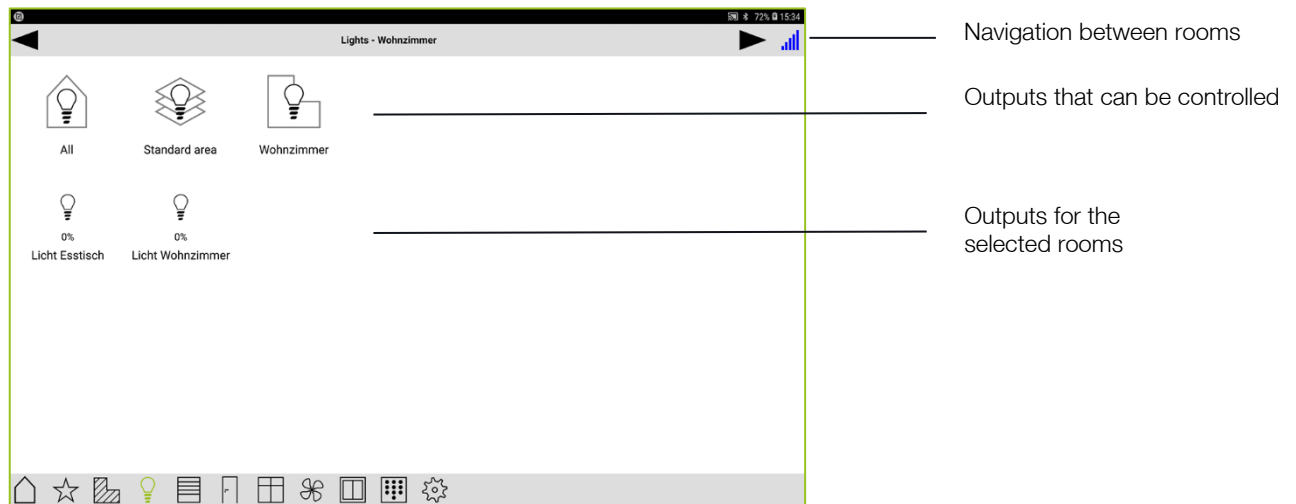 72% 15:34
Lights - Wohnzimmer
Navigation between rooms
Outputs that can be controlled
All
Standard area
Wohnzimmer
Outputs for the
selected rooms
0%
0%
Licht Esstisch
Licht Wohnzimmer